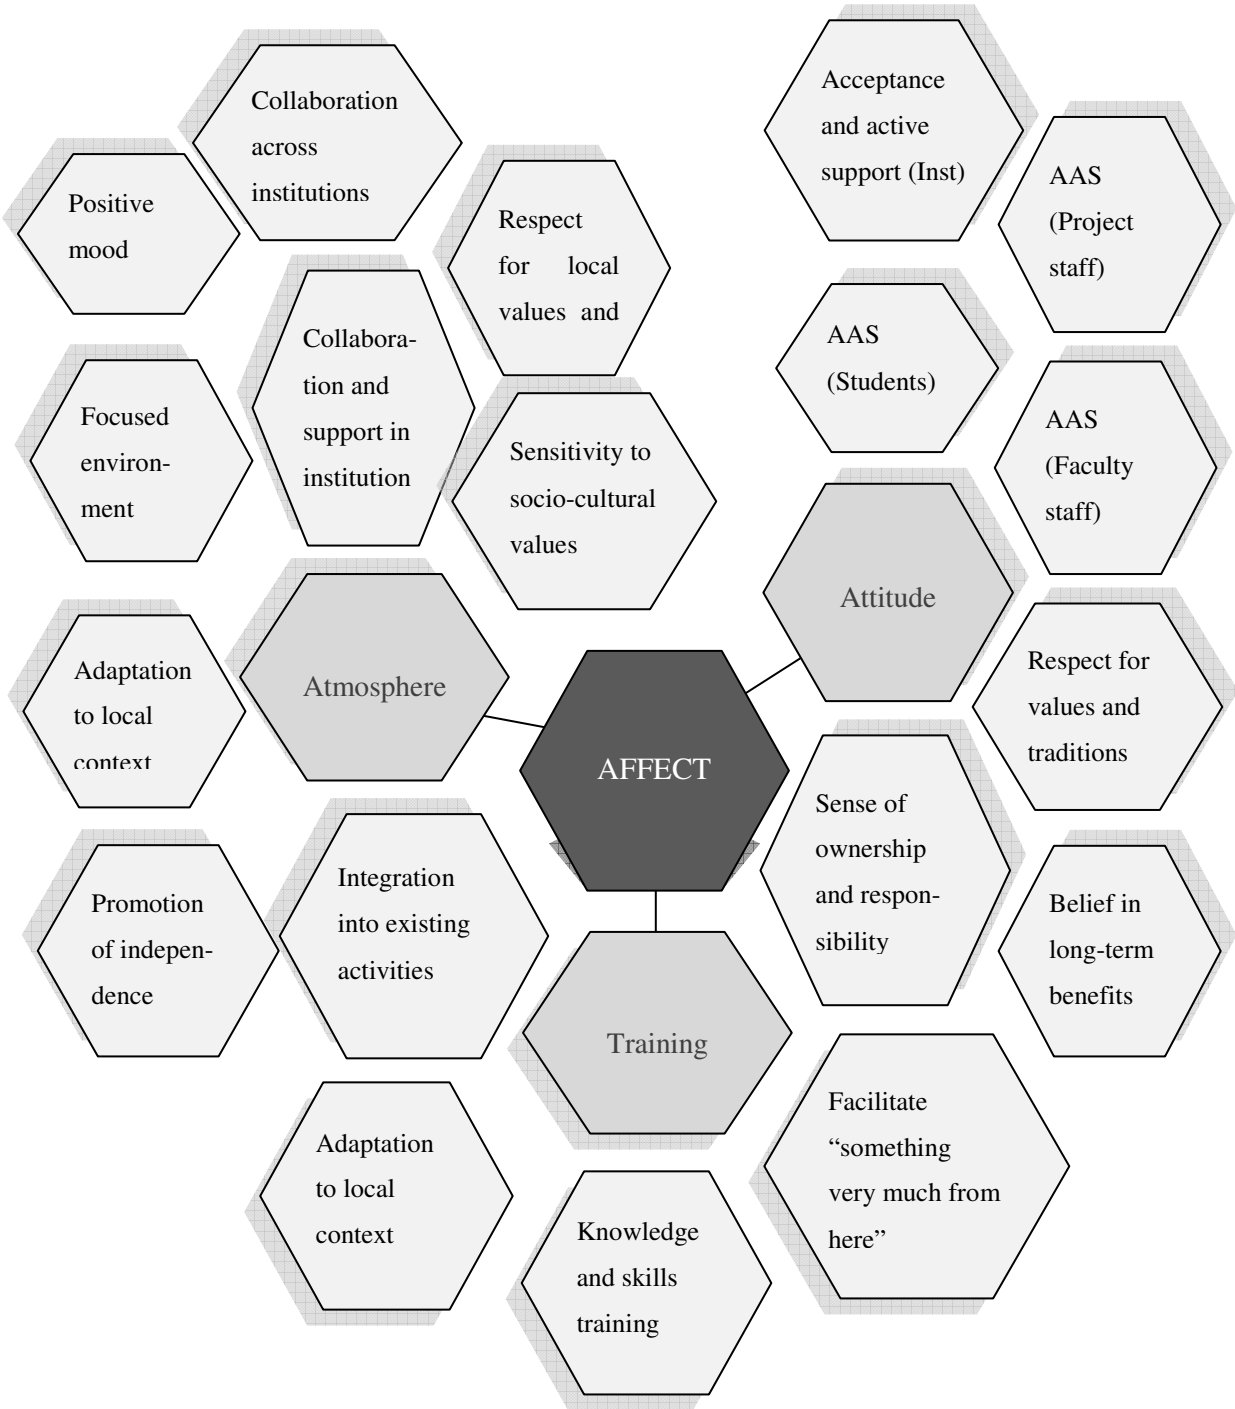 Collaboration
across
institutions
Positive
mood
Respect
for local
values and
Collabora-
tion and
support in
institution
Focused
environ-
ment
Sensitivity to
socio-cultural
values
Atmosphere
Adaptation
to local
context
Promotion
of indepen-
dence
Integration
into existing
activities
Acceptance
and active
support (Inst)
AAS
(Project
staff)
AAS
(Students)
AAS
(Faculty
staff)
Attitude
Respect for
values and
traditions
AFFECT
Sense of
ownership
and respon-
sibility
Belief in
long-term
benefits
Training
Adaptation
to local
context
Knowledge
and skills
training
Facilitate
“something
very much from
here”